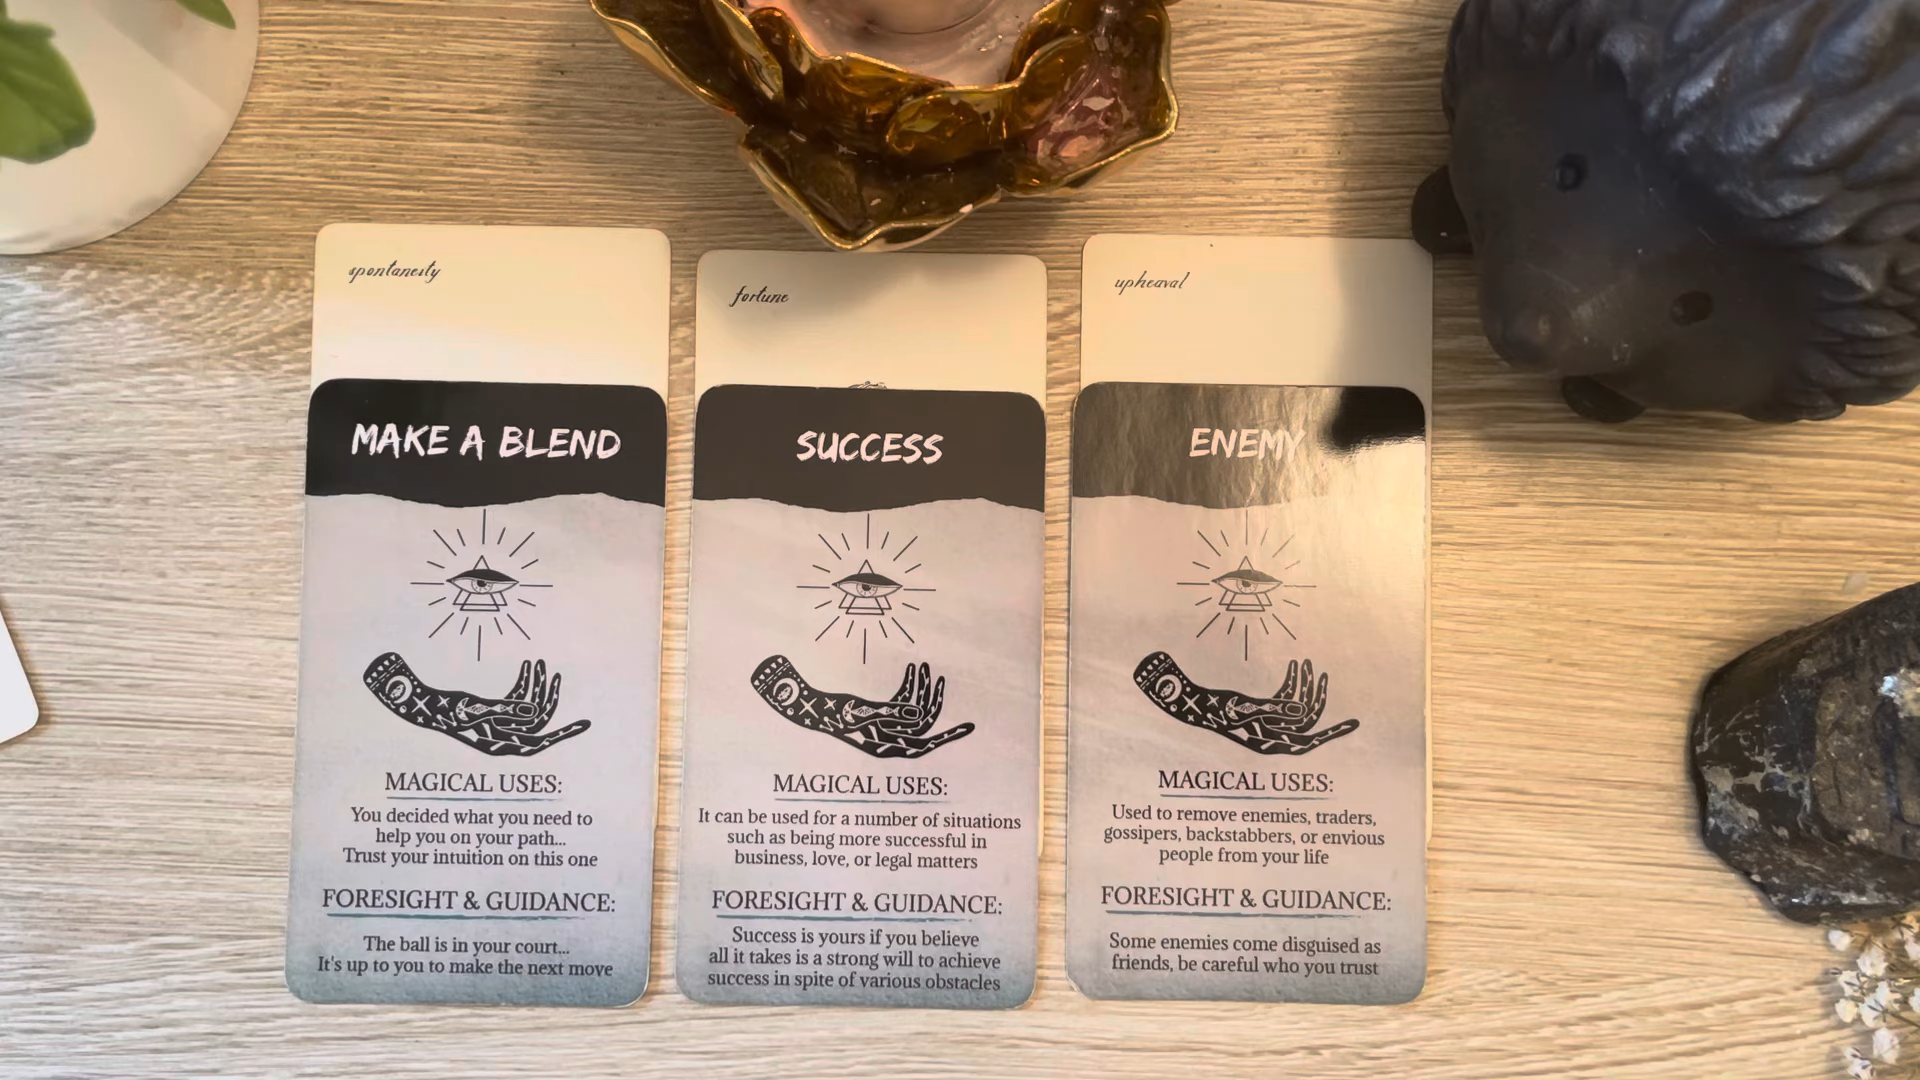 spontaneity
MAKE A BLEND
MAGICAL USES:
You decided what you need to
help you on your path...
Trust your intuition on this one
FORESIGHT & GUIDANCE:
The ball is in your court...
It's up to you to make the next move
fortune
SUCCESS
MAGICAL USES:
It can be used for a number of situations
such as being more successful in
business, love, or legal matters
FORESIGHT & GUIDANCE:
Success is yours if you believe
all it takes is a strong will to achieve
success in spite of various obstacles
upheaval
ENEMY
MAGICAL USES:
Used to remove enemies, traders,
gossipers, backstabbers, or envious
people from your life
FORESIGHT & GUIDANCE:
Some enemies come disguised as
friends, be careful who you trust